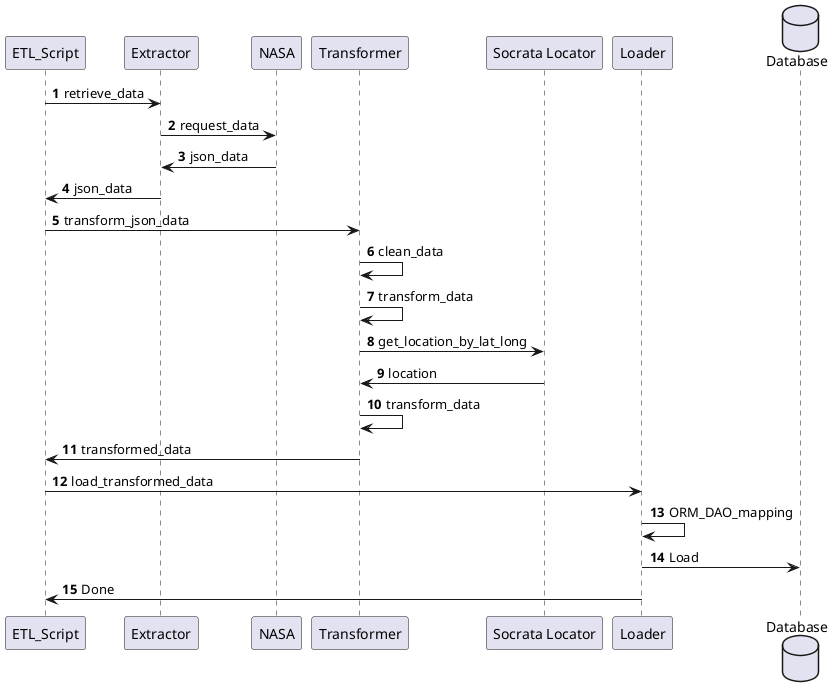 Database
ETL_Script
Extractor
NASA
Transformer
Socrata Locator
Loader
1 retrieve_data
2 request_data
3 json_data
4 json_data
5 transform_json_data
6 clean_data
7 transform_data
8 get_location_by_lat_long
9 location
10 transform_data
11 transformed_data
12 load_transformed_data
13 ORM_DAO_mapping
14 Load
15 Done
ETL_Script
Extractor
NASA
Transformer
Socrata Locator
Loader
Database